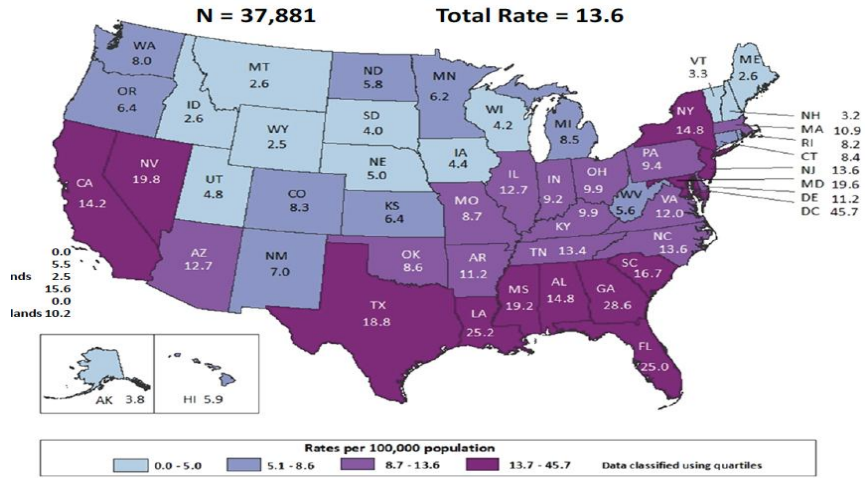 N = 37,881 Total Rate = 13.6
WA
8.0
OR
6.4
CA
14.2
NV
19.8
ID
2.6
MT
2.6
WY
2.5
UT
4.8
AZ
12.7
CO
8.3
NM
7.0
ND
5.8
SD
4.0
NE
5.0
KS
6.4
OK
8.6
TX
18.8
MN
6.2
IA
4.4
MO
8.7
AR
11.2
LA
25.2
WI
4.2
IL
12.7
MI
8.5
IN
9.2
OH
9.9
KY
9.9
TN 13.4
MS
19.2
AL
14.8
GA
28.6
FL
25.0
SC
16.7
NC
13.6
VA
12.0
WV
5.6
PA
9.4
NY
14.8
VT
3.3
ME
2.6
NH 3.2
MA 10.9
RI 8.2
CT 8.4
NJ 13.6
MD 19.6
DE 11.2
DC 45.7
0.0
5.5
nds 2.5
15.6
0.0
lands 10.2
AK 3.8
HI 5.9
Rates per 100,000 population
0.0 - 5.0 5.1 - 8.6 8.7 - 13.6 13.7 - 45.7 Data classified using quartiles